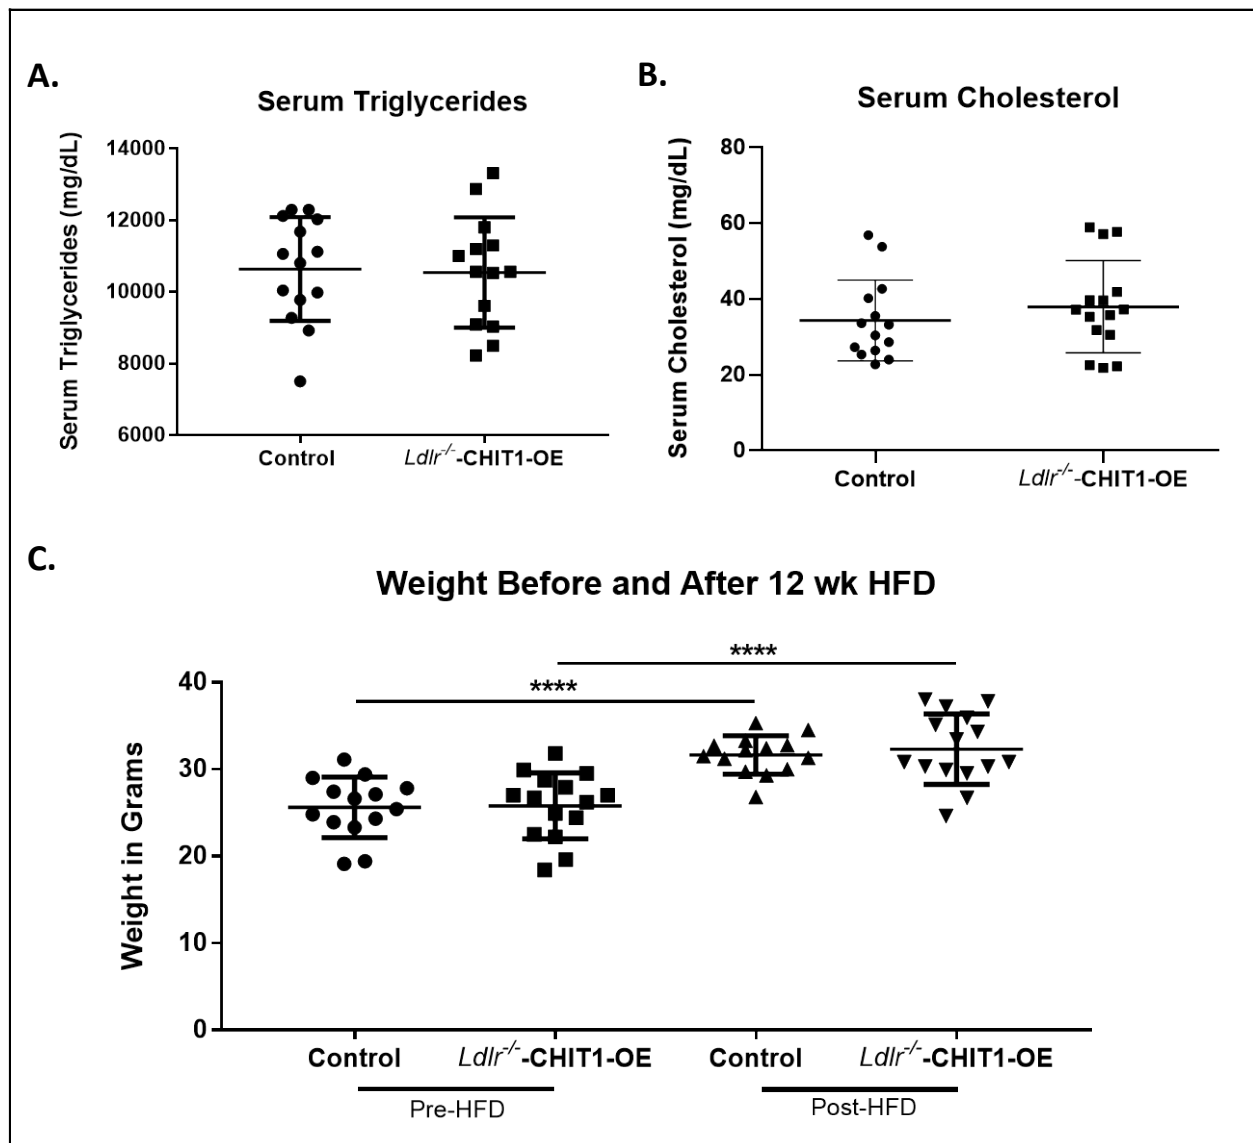 A.
Serum Triglycerides
Serum Triglycerides (mg/dL)
14000
12000
10000
8000
6000
Control
Ldlr-/--CHIT1-OE
B.
Serum Cholesterol
Serum Cholesterol (mg/dL)
80
60
40
20
0
Control
Ldlr-/--CHIT1-OE
C.
Weight Before and After 12 wk HFD
****
****
Weight in Grams
40
30
20
10
0
Control
Ldlr-/--CHIT1-OE
Control
Ldlr-/--CHIT1-OE
Pre-HFD
Post-HFD